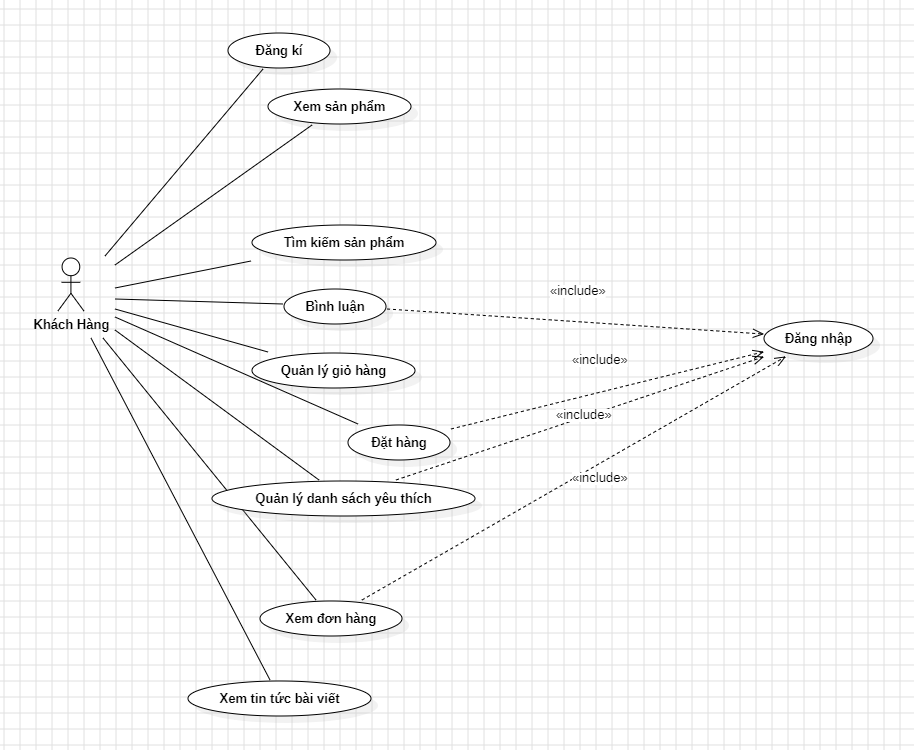 Đăng kí
Xem sản phẩm
Tìm kiếm sản phẩm
«include»
Bình luận
Khách Hàng
Đăng nhập
«include»
Quản lý giỏ hàng
«include»
Đặt hàng
«include»
Quản lý danh sách yêu thích
Xem đơn hàng
Xem tin tức bài viết